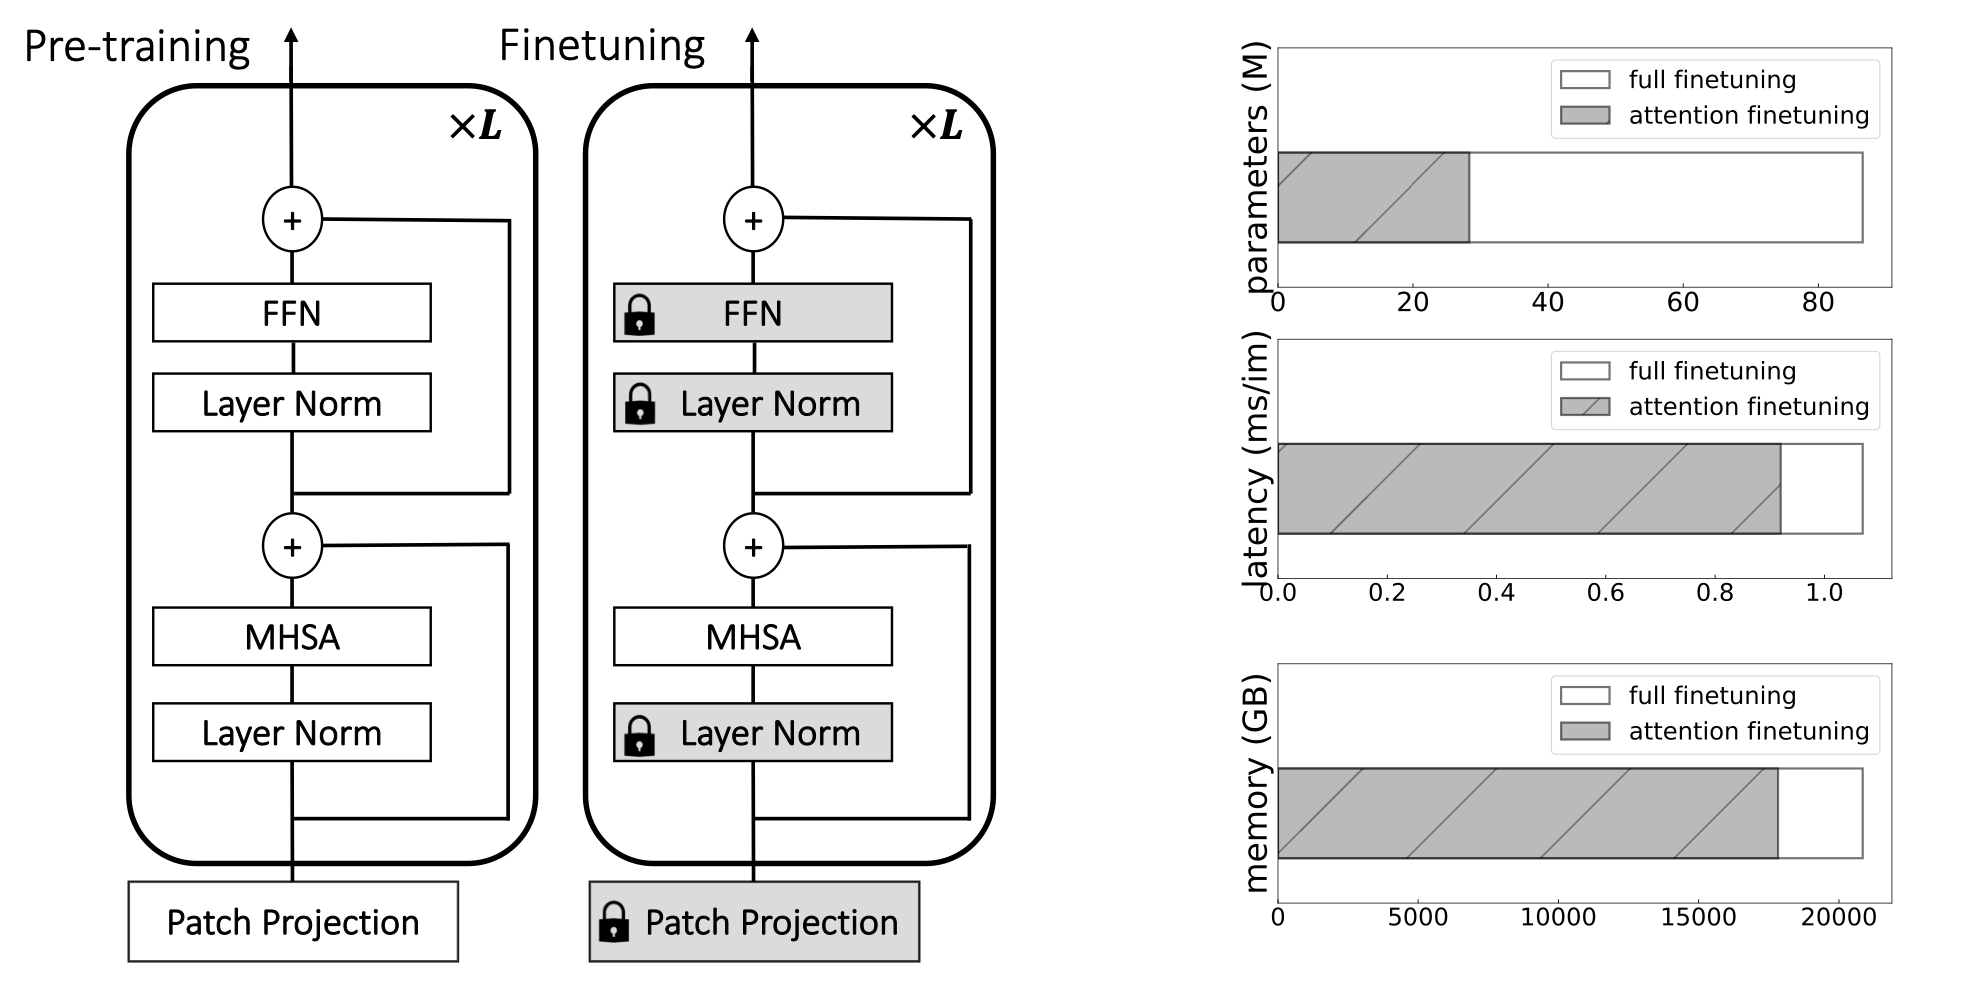 Pre-training
×L
+
FFN
Layer Norm
+
MHSA
Layer Norm
Patch Projection
Finetuning
×L
+
FFN
Layer Norm
+
MHSA
Layer Norm
Patch Projection
parameters (M)
full finetuning
attention finetuning
0 20 40 60 80
latency (ms/im)
full finetuning
attention finetuning
0.0 0.2 0.4 0.6 0.8 1.0
memory (GB)
full finetuning
attention finetuning
0 5000 10000 15000 20000